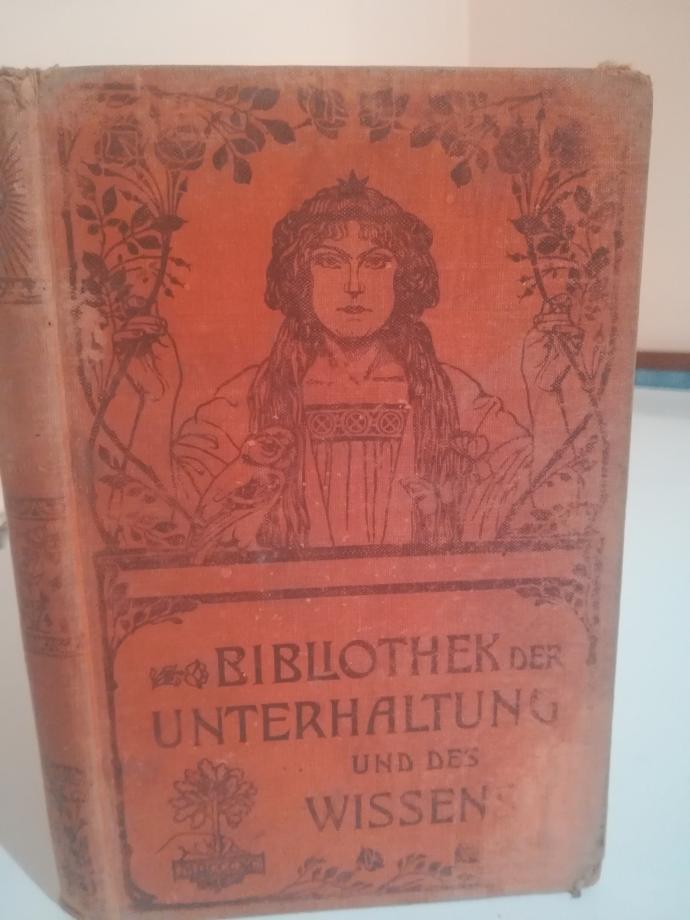 BIBLIOTHEK DER
UNTERHALTUNG
UND DES
WISSENS